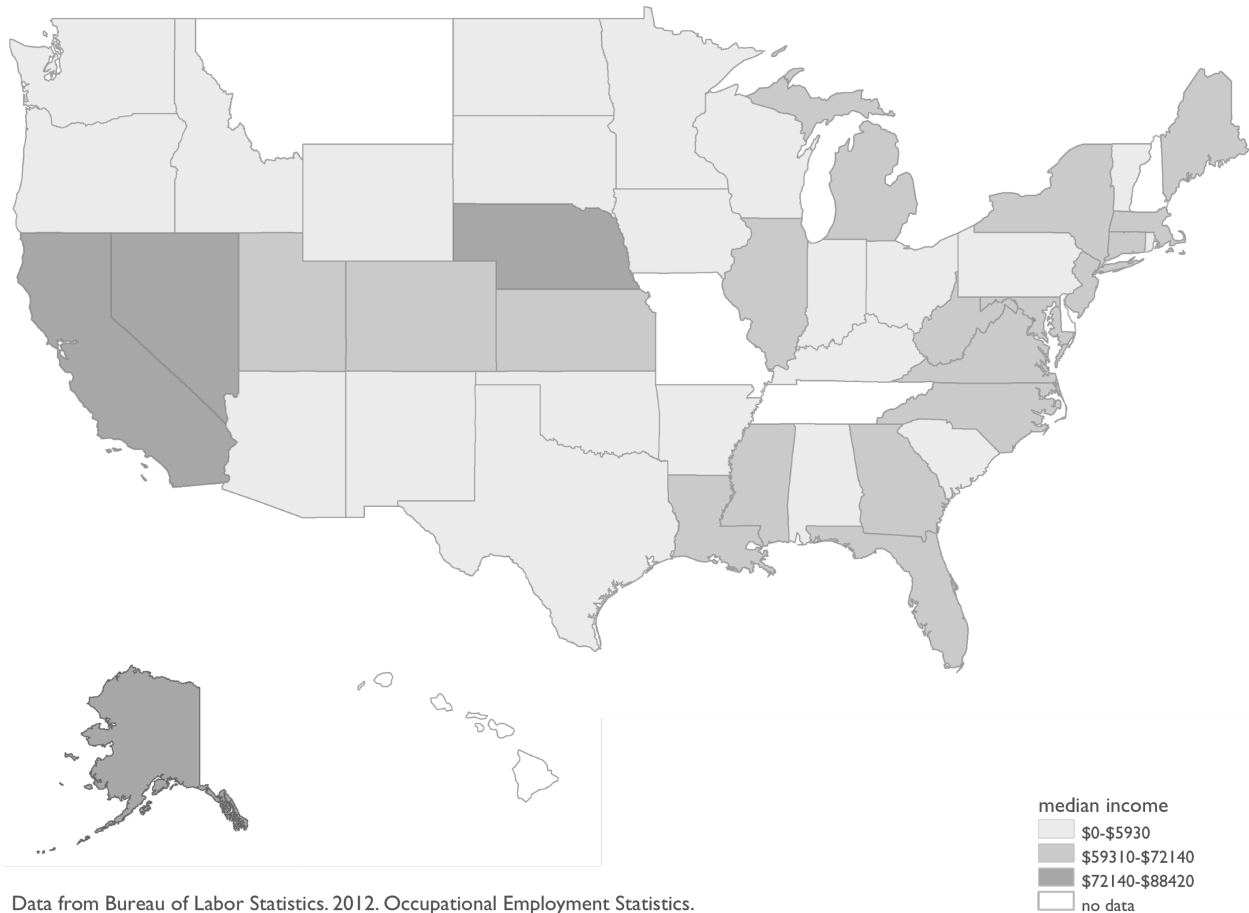 median income
$0-$5930
$59310-$72140
$72140-$88420
no data
Data from Bureau of Labor Statistics. 2012. Occupational Employment Statistics.